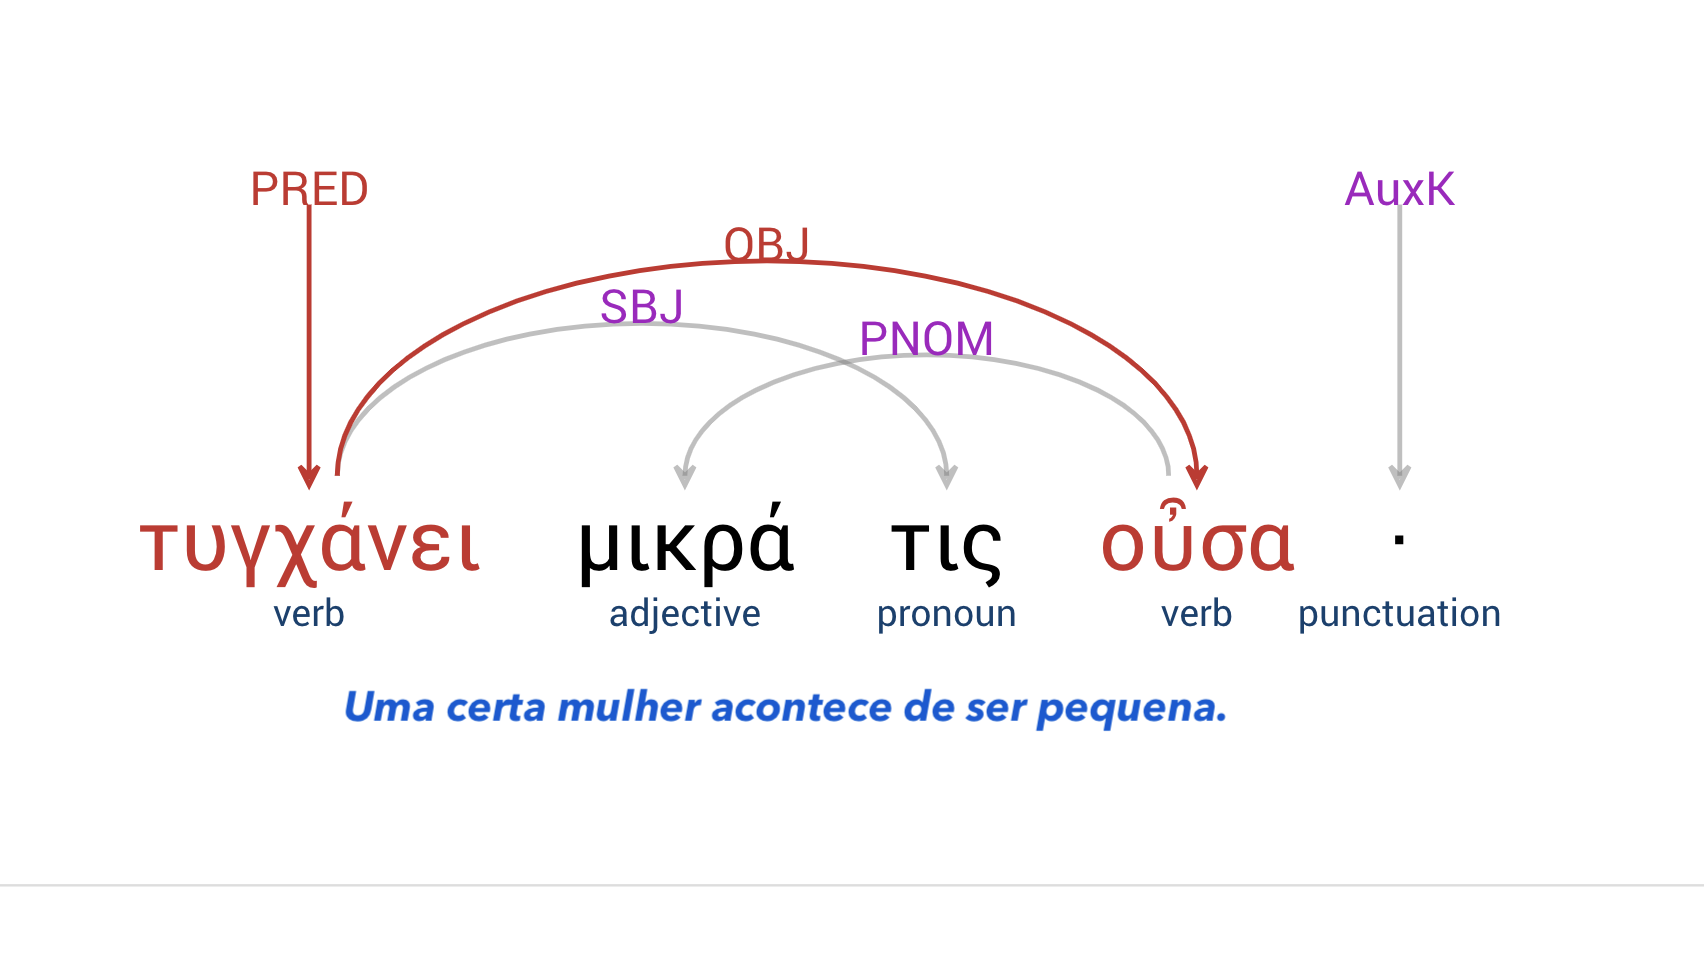 PRED AuxK
OBJ
SBJ
PNOM
τυγχάνει μικρά τις οὖσα ·
verb adjective pronoun verb punctuation
Uma certa mulher acontece de ser pequena.